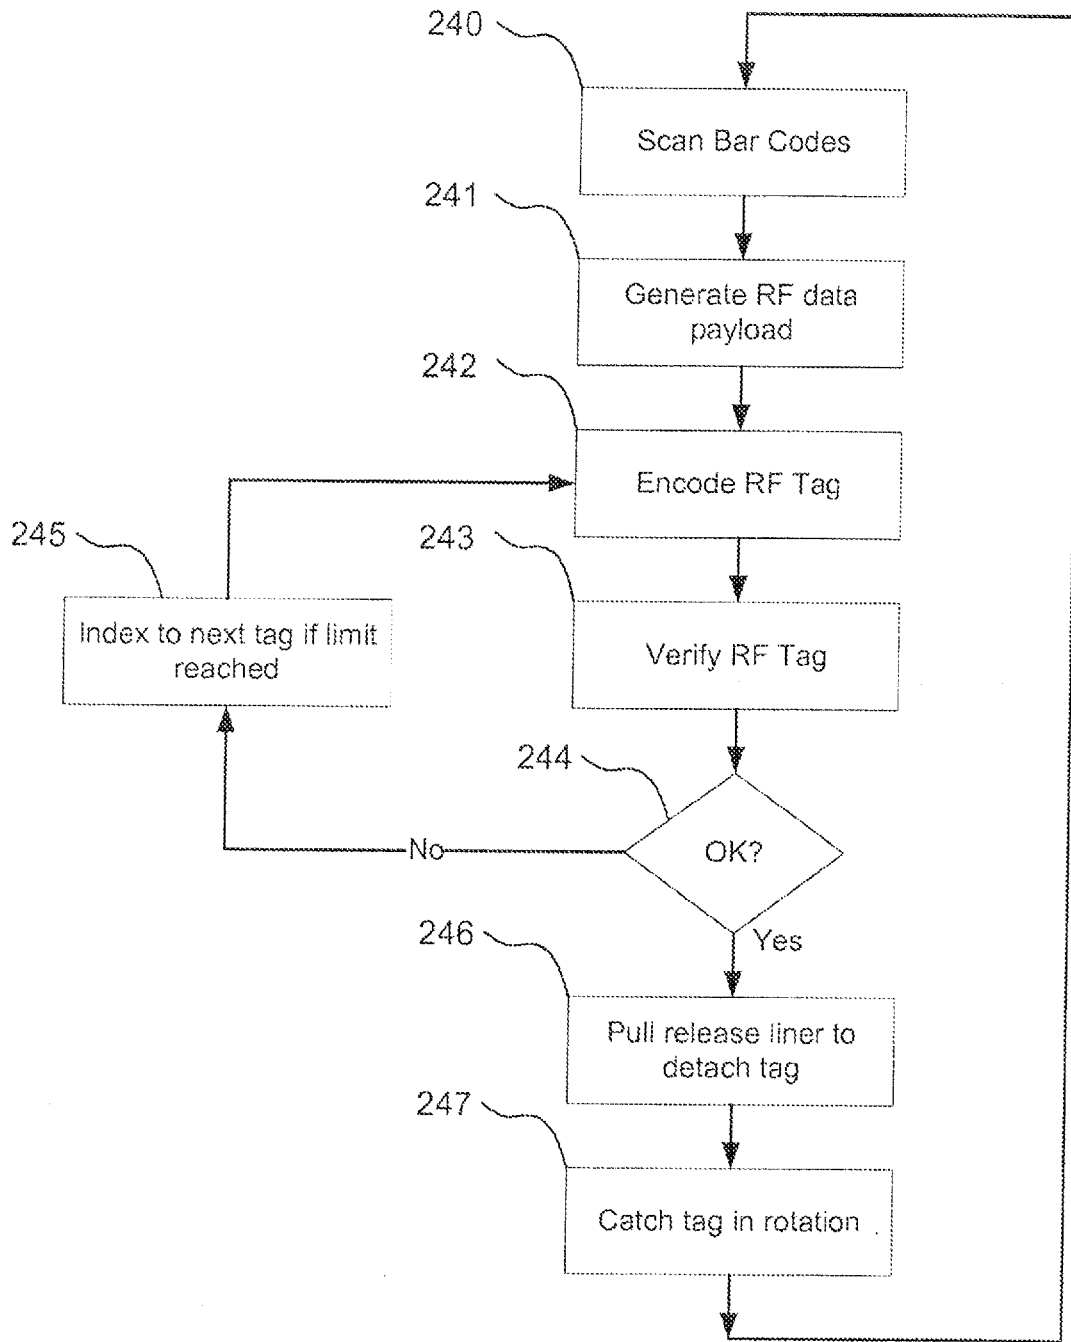 240
Scan Bar Codes
241
Generate RF data
payload
242
Encode RF Tag
245
243
Index to next tag if limit
reached
Verify RF Tag
244
OK?
No
Yes
246
Pull release liner to
detach tag
247
Catch tag in rotation